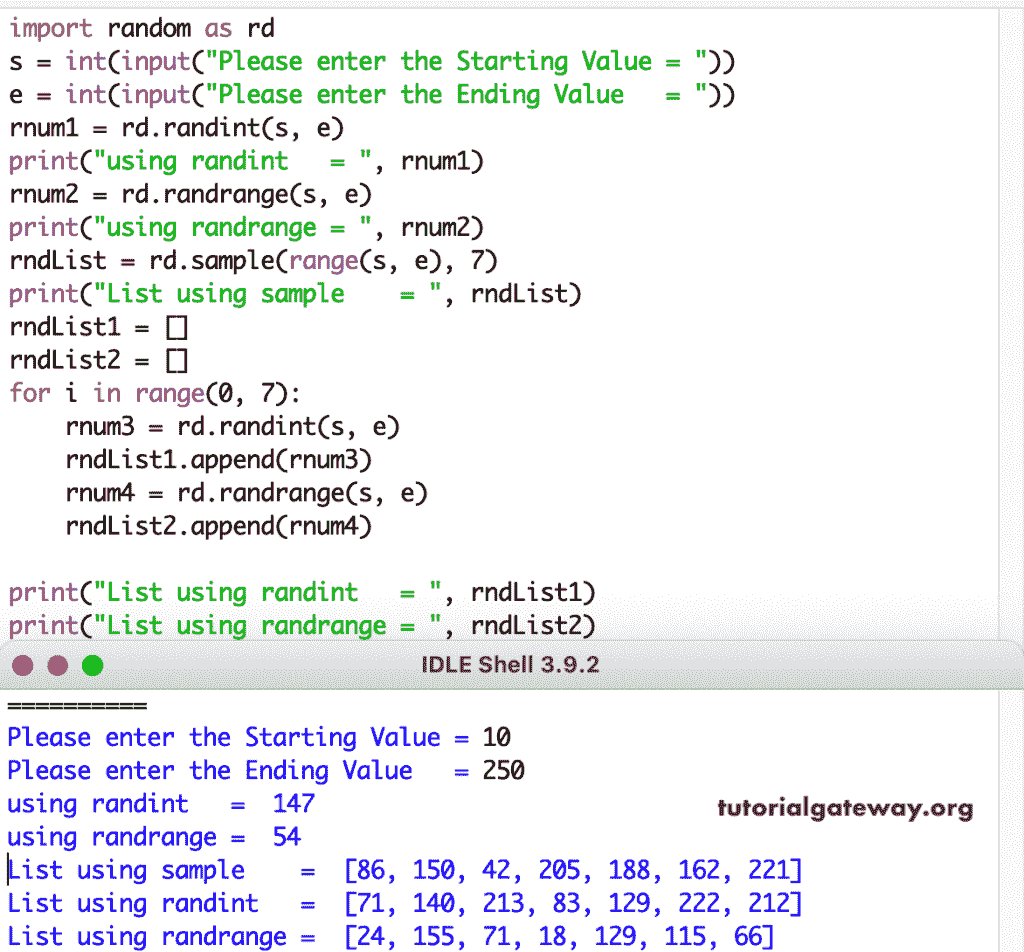 import random as rd
s = int(input("Please enter the Starting Value = "))
e = int(input("Please enter the Ending Value   = "))
rnum1 = rd.randint(s, e)
print("using randint   = ", rnum1)
rnum2 = rd.randrange(s, e)
print("using randrange = ", rnum2)
rndList = rd.sample(range(s, e), 7)
print("List using sample    = ", rndList)
rndList1 = []
rndList2 = []
for i in range(0, 7):
    rnum3 = rd.randint(s, e)
    rndList1.append(rnum3)
    rnum4 = rd.randrange(s, e)
    rndList2.append(rnum4)
print("List using randint   = ", rndList1)
print("List using randrange = ", rndList2)
IDLE Shell 3.9.2
==========
Please enter the Starting Value = 10
Please enter the Ending Value   = 250
using randint   =  147
tutorialgateway.org
using randrange =  54
List using sample    =  [86, 150, 42, 205, 188, 162, 221]
List using randint   =  [71, 140, 213, 83, 129, 222, 212]
List using randrange =  [24, 155, 71, 18, 129, 115, 66]